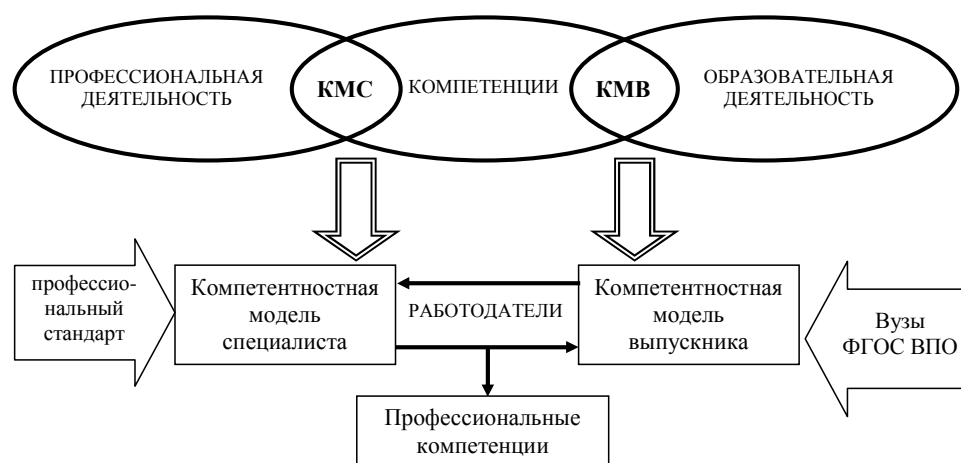 ПРОФЕССИОНАЛЬНАЯ
ДЕЯТЕЛЬНОСТЬ
КМС
КОМПЕТЕНЦИИ
КМВ
ОБРАЗОВАТЕЛЬНАЯ
ДЕЯТЕЛЬНОСТЬ
профессио-
нальный
стандарт
Компетентностная
модель
специалиста
РАБОТОДАТЕЛИ
Компетентностная
модель
выпускника
Вузы
ФГОС ВПО
Профессиональные
компетенции